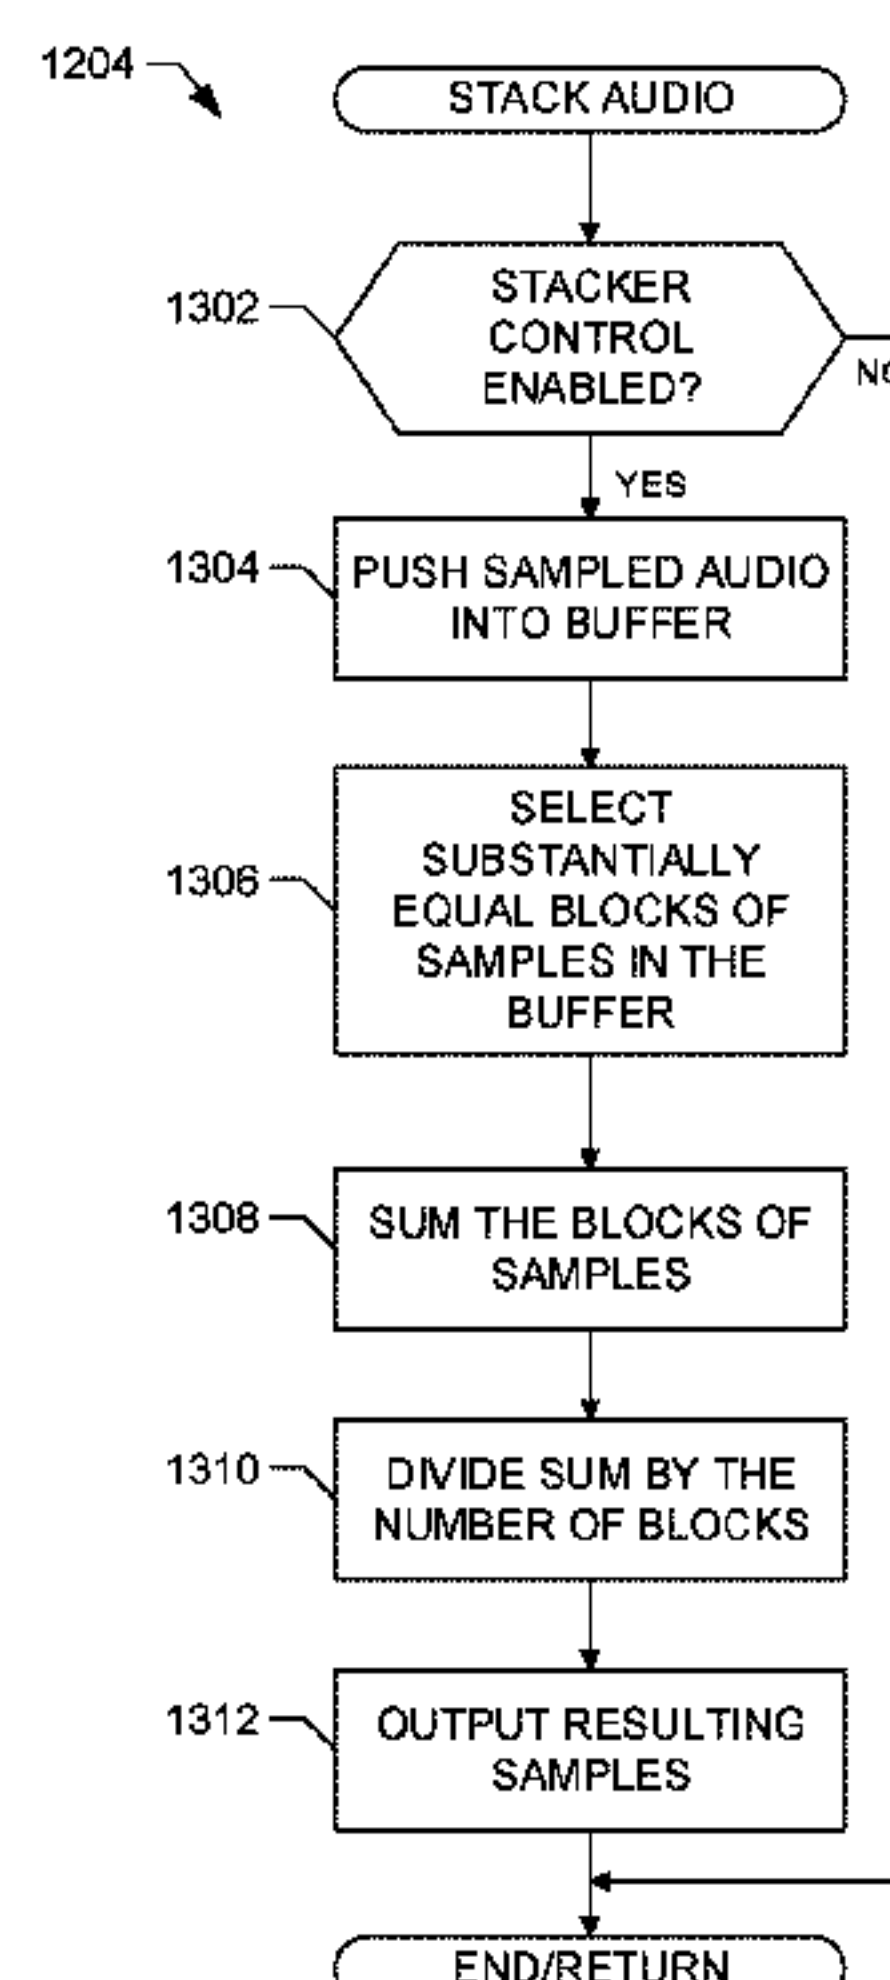 1204
STACK AUDIO
1302
STACKER
CONTROL
ENABLED?
YES
1304
PUSH SAMPLED AUDIO
INTO BUFFER
1306
SELECT
SUBSTANTIALLY
EQUAL BLOCKS OF
SAMPLES IN THE
BUFFER
1308
SUM THE BLOCKS OF
SAMPLES
1310
DIVIDE SUM BY THE
NUMBER OF BLOCKS
1312
OUTPUT RESULTING
SAMPLES
END/RETURN